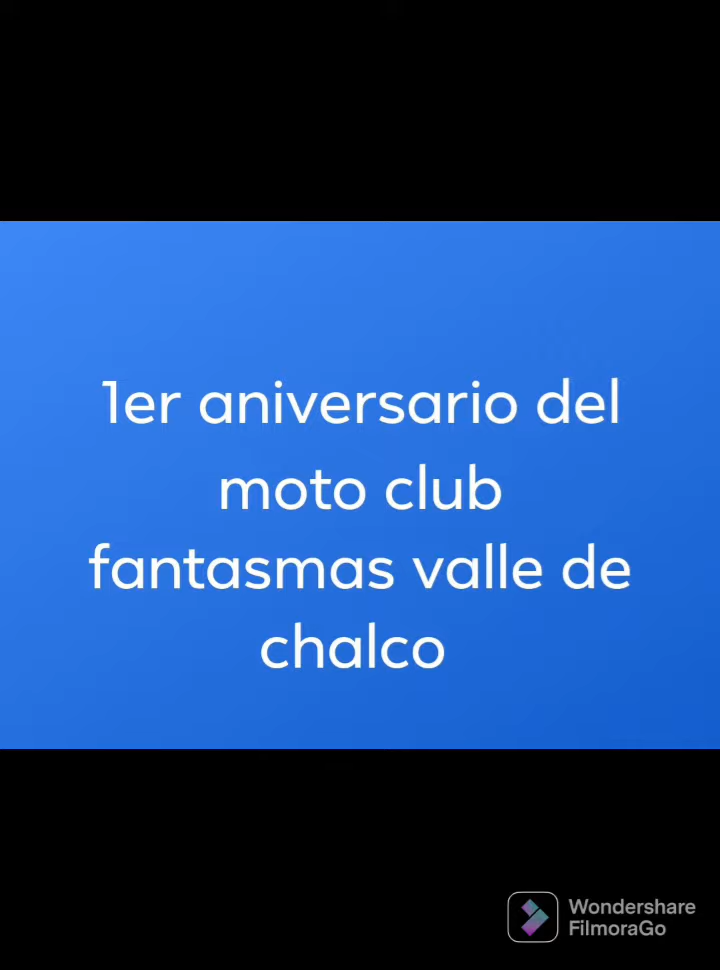 1er aniversario del
moto club
fantasmas valle de
chalco
Wondershare
FilmoraGo